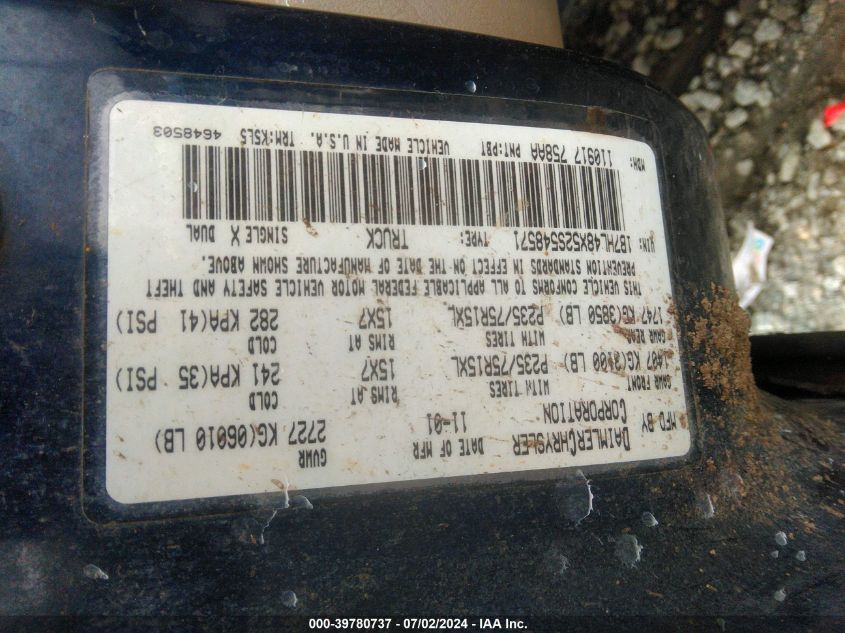 MFD BY DAIMLERCHRYSLER CORPORATION
DATE OF MFR 11-01
GVWR 2727 KG(06010 LB)
GAWR FRONT WITH TIRES RIMS AT COLD
KG( LB) P235/75R15XL 15X7 241 KPA(35 PSI)
GAWR REAR WITH TIRES RIMS AT COLD
1747 KG(3850 LB) P235/75R15XL 15X7 282 KPA(41 PSI)
THIS VEHICLE CONFORMS TO ALL APPLICABLE FEDERAL MOTOR VEHICLE SAFETY AND THEFT
PREVENTION STANDARDS IN EFFECT ON THE DATE OF MANUFACTURE SHOWN ABOVE.
VIN: 1B7HL48X52S548571 TYPE: TRUCK SINGLE X DUAL
MDH: 110917 758AA PNT:PBT VEHICLE MADE IN U.S.A. TRM:KSL5 4648503
000-39780737 - 07/02/2024 - IAA Inc.